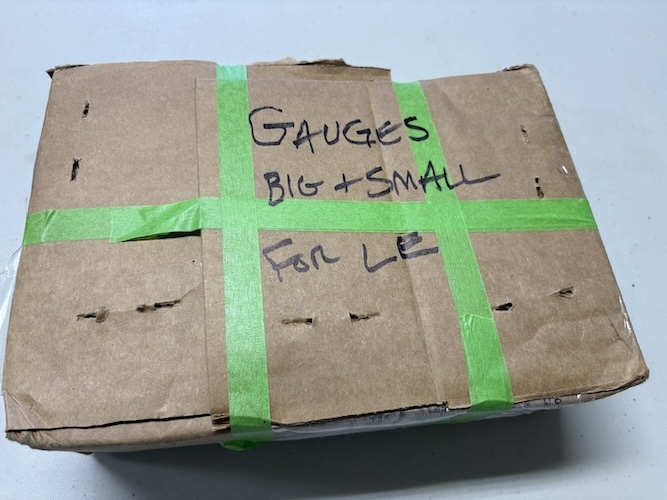 GAUGES
BIG + SMALL
FOR LE